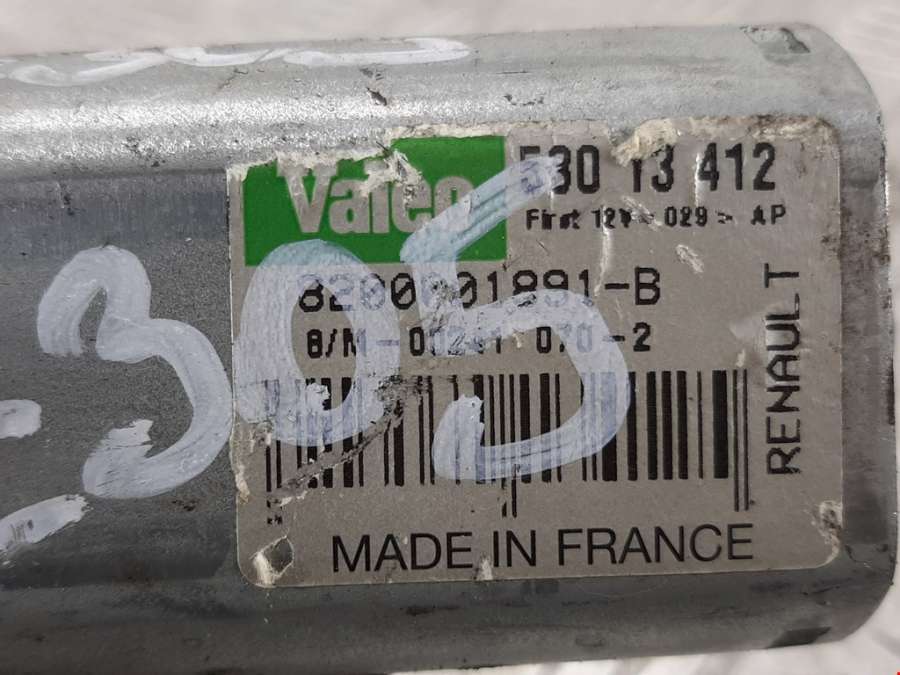 Valeo
530 13 412
First 12V - 029 > AP
8200001891-B
RENAULT
305
MADE IN FRANCE